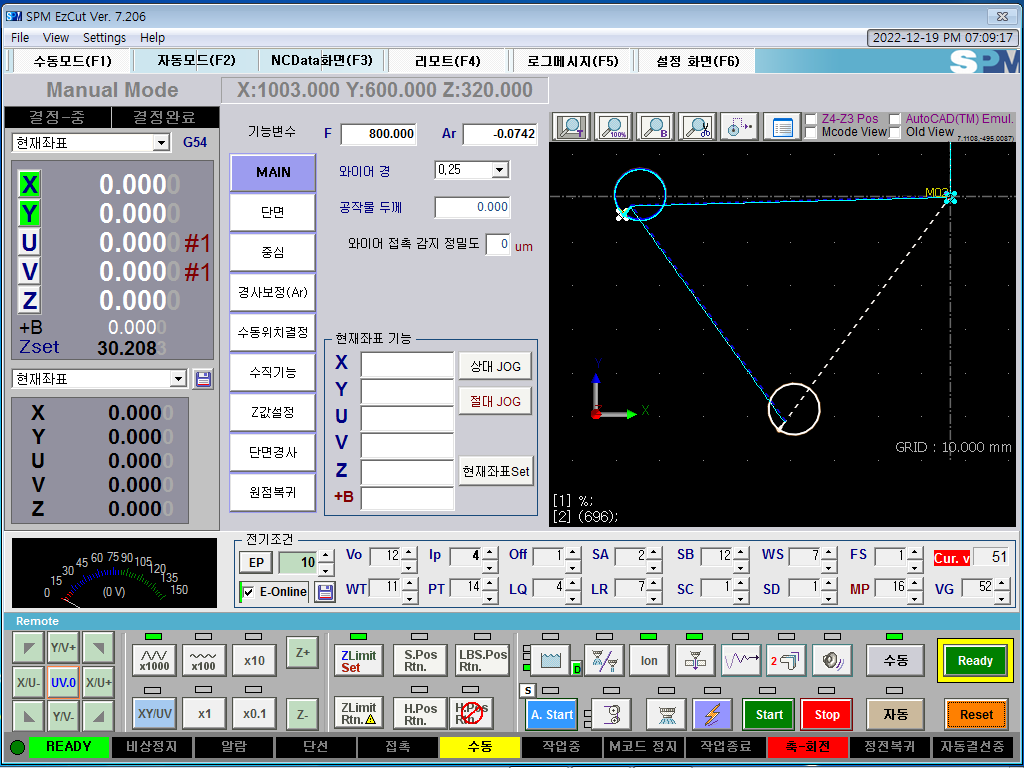 SPM SPM EzCut Ver. 7.206
File View Settings Help
2022-12-19 PM 07:09:17
수동모드(F1) 자동모드(F2) NCData화면(F3) 리모트(F4) 로그메시지(F5) 설정 화면(F6) SPM
Manual Mode X:1003.000 Y:600.000 Z:320.000
결정-중 결정완료
현재좌표 G54
X 0.0000
Y 0.0000
U 0.0000 #1
V 0.0000 #1
Z 0.0000
+B 0.0000
Zset 30.2083
현재좌표
X 0.0000
Y 0.0000
U 0.0000
V 0.0000
Z 0.0000
기능변수 F 800.000 Ar -0.0742
MAIN
단면
중심
경사보정(Ar)
수동위치결정
수직기능
Z값설정
단면경사
원점복귀
와이어 경 0,25
공작물 두께 0.000
와이어 접촉 감지 정밀도 0 um
현재좌표 기능
X
Y
U
V
Z
+B
상대 JOG
절대 JOG
현재좌표Set
T 100% B
Z4-Z3 Pos AutoCAD(TM) Emul.
Mcode View Old View
7.1108,-495.0087)
M02
Y
X
GRID : 10.000 mm
[1] %;
[2] (696);
0 15 30 45 60 75 90 105 120 135 150
(0 V)
전기조건
EP 10
E-Online
Vo 12 Ip 4 Off 1 SA 2 SB 12 WS 7 FS 1 Cur. v 51
WT 11 PT 14 LQ 4 LR 7 SC 1 SD 1 MP 16 VG 52
Remote
Y/V+
X/U- UV.0 X/U+
Y/V-
x1000 x100 x10 Z+
XY/UV x1 x0.1 Z-
ZLimit Set S.Pos Rtn. LBS.Pos Rtn.
ZLimit Rtn. H.Pos Rtn. H.Pos Rtn.
D Ion 2 수동 Ready
S A. Start Start Stop 자동 Reset
READY 비상정지 알람 단선 접촉 수동 작업중 M코드 정지 작업종료 축-회전 정전복귀 자동결선중